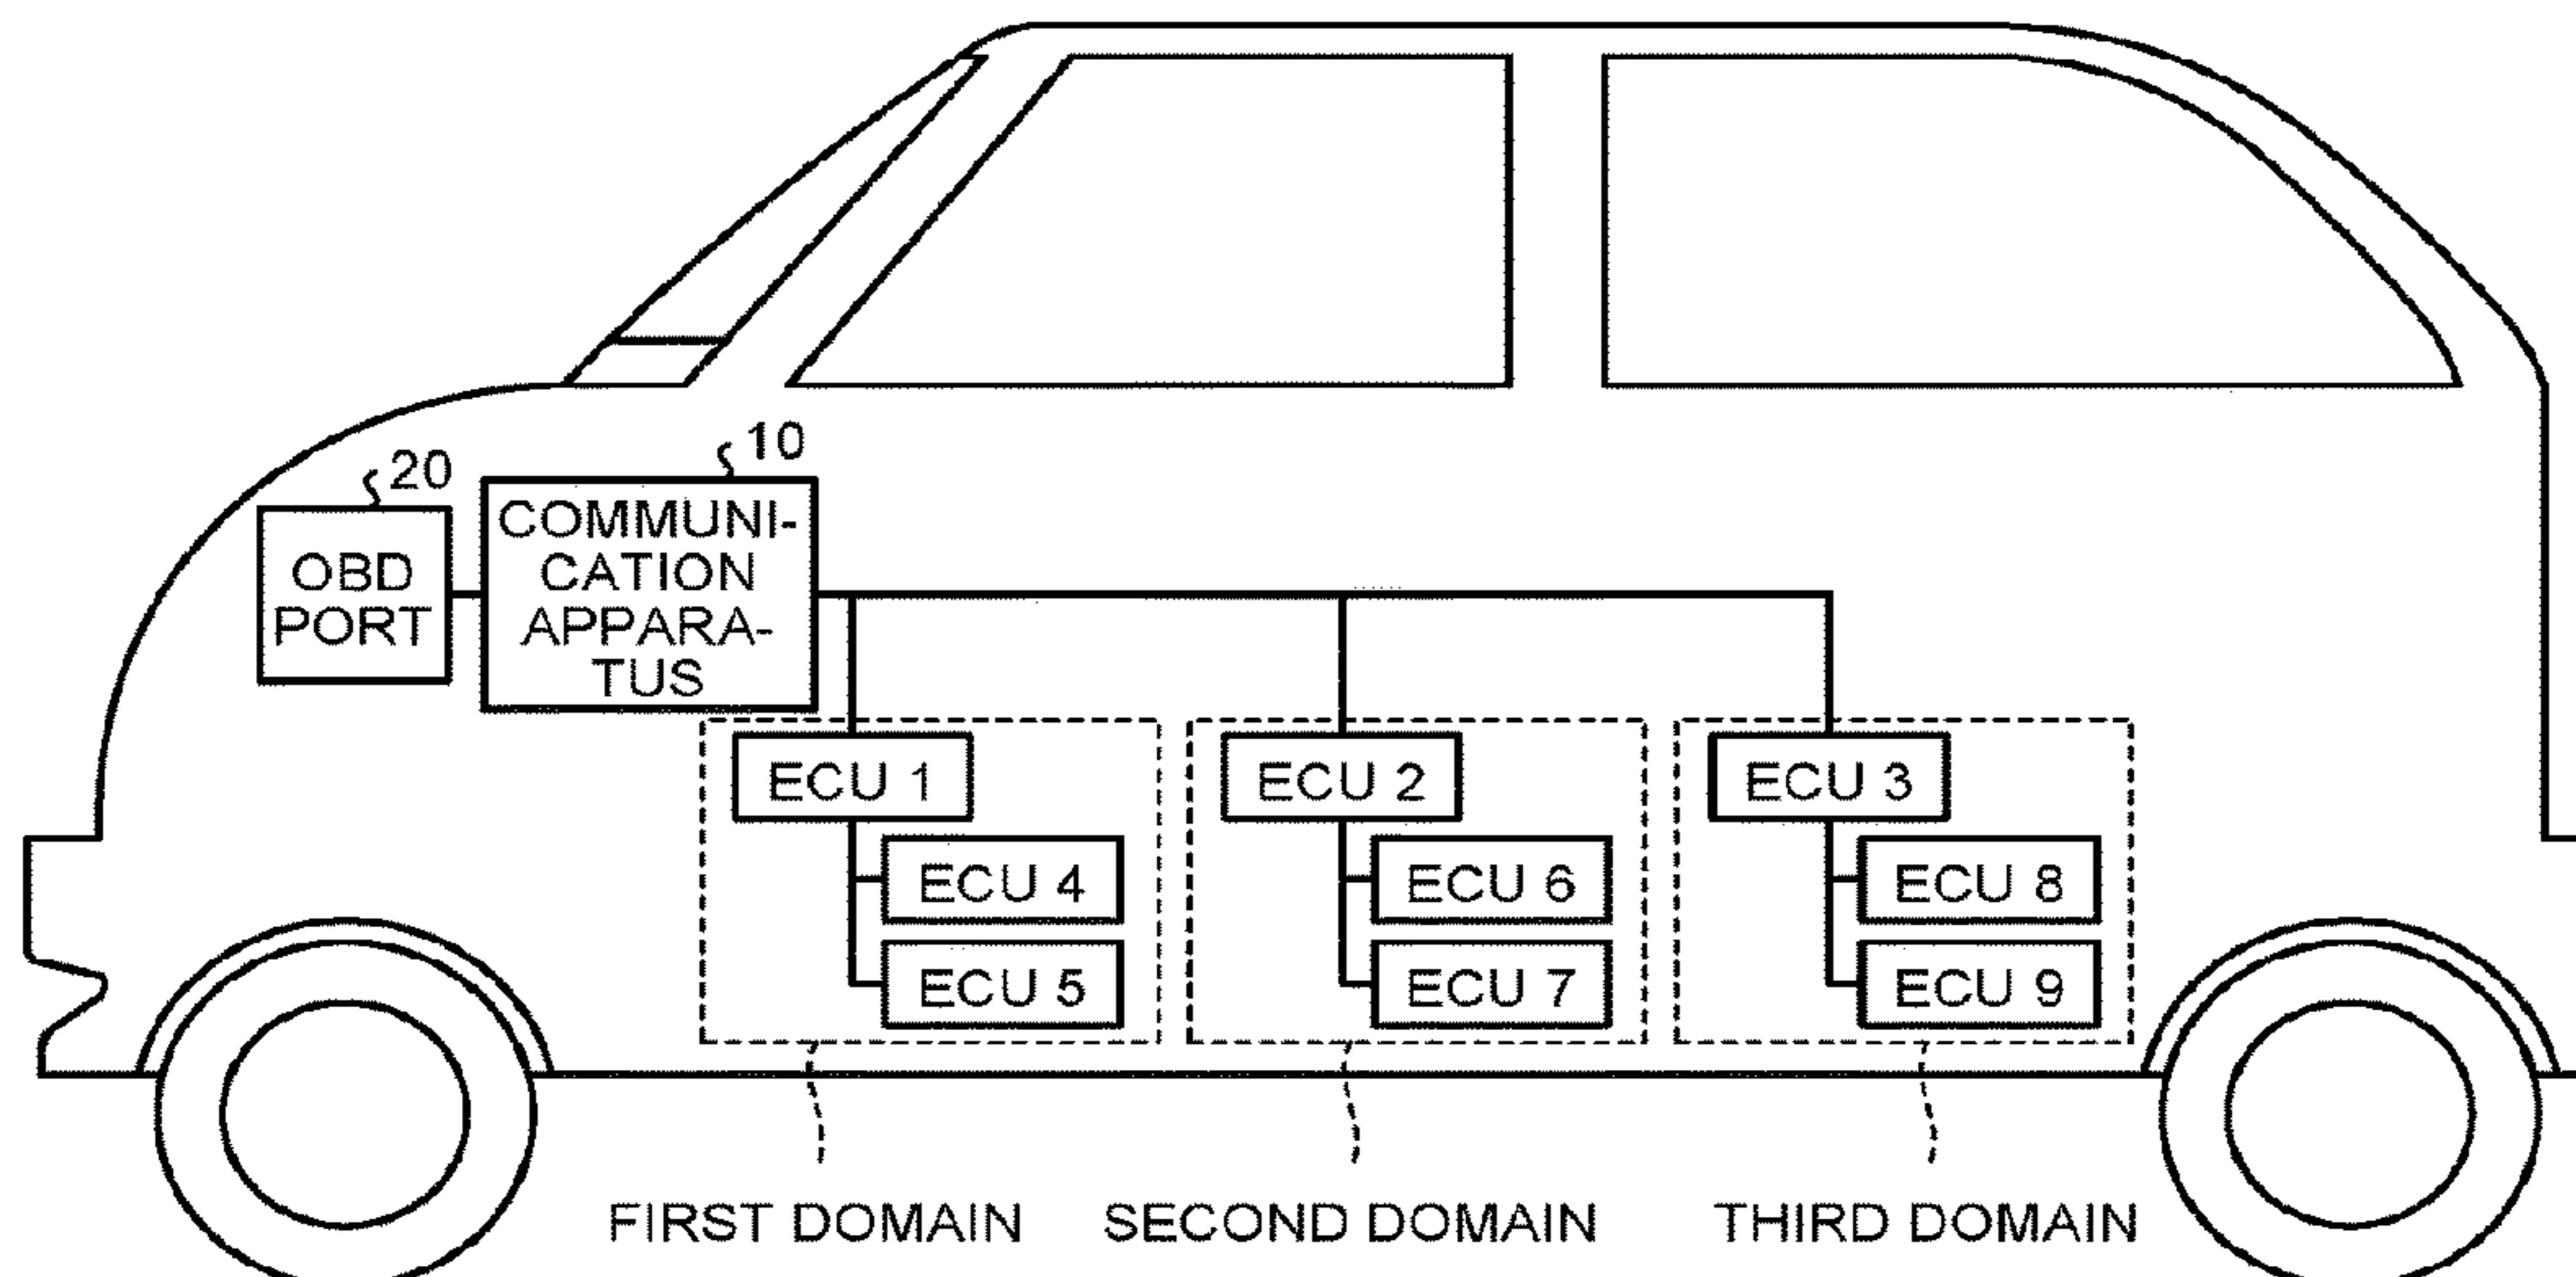 10
20
COMMUNI-
CATION
APPARA-
TUS
OBD
PORT
ECU 1
ECU 2
ECU 3
ECU 4
ECU 6
ECU 8
ECU 5
ECU 7
ECU 9
FIRST DOMAIN
SECOND DOMAIN
THIRD DOMAIN